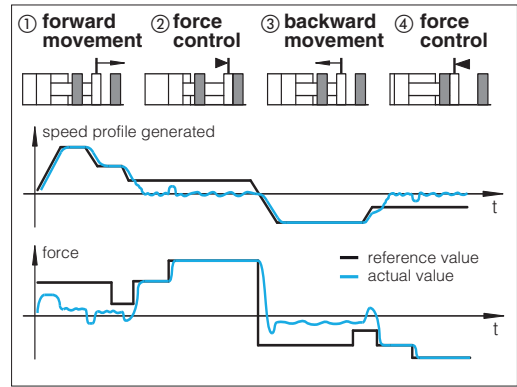 ① forward movement
② force control
③ backward movement
④ force control
speed profile generated
t
force
reference value
actual value
t